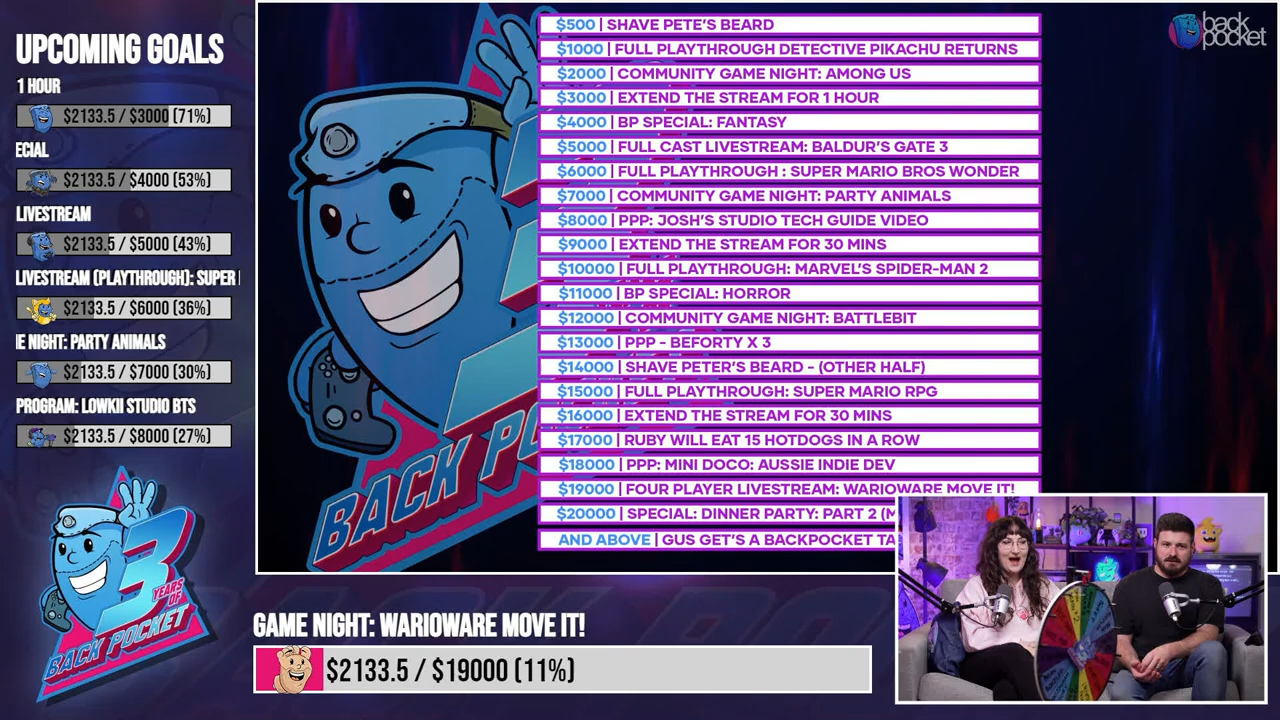 UPCOMING GOALS
1 HOUR
$2133.5 / $3000 (71%)
ECIAL
$2133.5 / $4000 (53%)
LIVESTREAM
$2133.5 / $5000 (43%)
LIVESTREAM (PLAYTHROUGH): SUPER
$2133.5 / $6000 (36%)
IE NIGHT: PARTY ANIMALS
$2133.5 / $7000 (30%)
PROGRAM: LOWKII STUDIO BTS
$2133.5 / $8000 (27%)
3
YEARS
OF
BACK POCKET
$500 | SHAVE PETE'S BEARD
$1000 | FULL PLAYTHROUGH DETECTIVE PIKACHU RETURNS
$2000 | COMMUNITY GAME NIGHT: AMONG US
$3000 | EXTEND THE STREAM FOR 1 HOUR
$4000 | BP SPECIAL: FANTASY
$5000 | FULL CAST LIVESTREAM: BALDUR'S GATE 3
$6000 | FULL PLAYTHROUGH : SUPER MARIO BROS WONDER
$7000 | COMMUNITY GAME NIGHT: PARTY ANIMALS
$8000 | PPP: JOSH'S STUDIO TECH GUIDE VIDEO
$9000 | EXTEND THE STREAM FOR 30 MINS
$10000 | FULL PLAYTHROUGH: MARVEL'S SPIDER-MAN 2
$11000 | BP SPECIAL: HORROR
$12000 | COMMUNITY GAME NIGHT: BATTLEBIT
$13000 | PPP - BEFORTY X 3
$14000 | SHAVE PETER'S BEARD - (OTHER HALF)
$15000 | FULL PLAYTHROUGH: SUPER MARIO RPG
$16000 | EXTEND THE STREAM FOR 30 MINS
$17000 | RUBY WILL EAT 15 HOTDOGS IN A ROW
$18000 | PPP: MINI DOCO: AUSSIE INDIE DEV
$19000 | FOUR PLAYER LIVESTREAM: WARIOWARE MOVE IT!
$20000 | SPECIAL: DINNER PARTY: PART 2 (M
AND ABOVE | GUS GET'S A BACKPOCKET TA
BACK PO
back
pocket
GAME NIGHT: WARIOWARE MOVE IT!
$2133.5 / $19000 (11%)